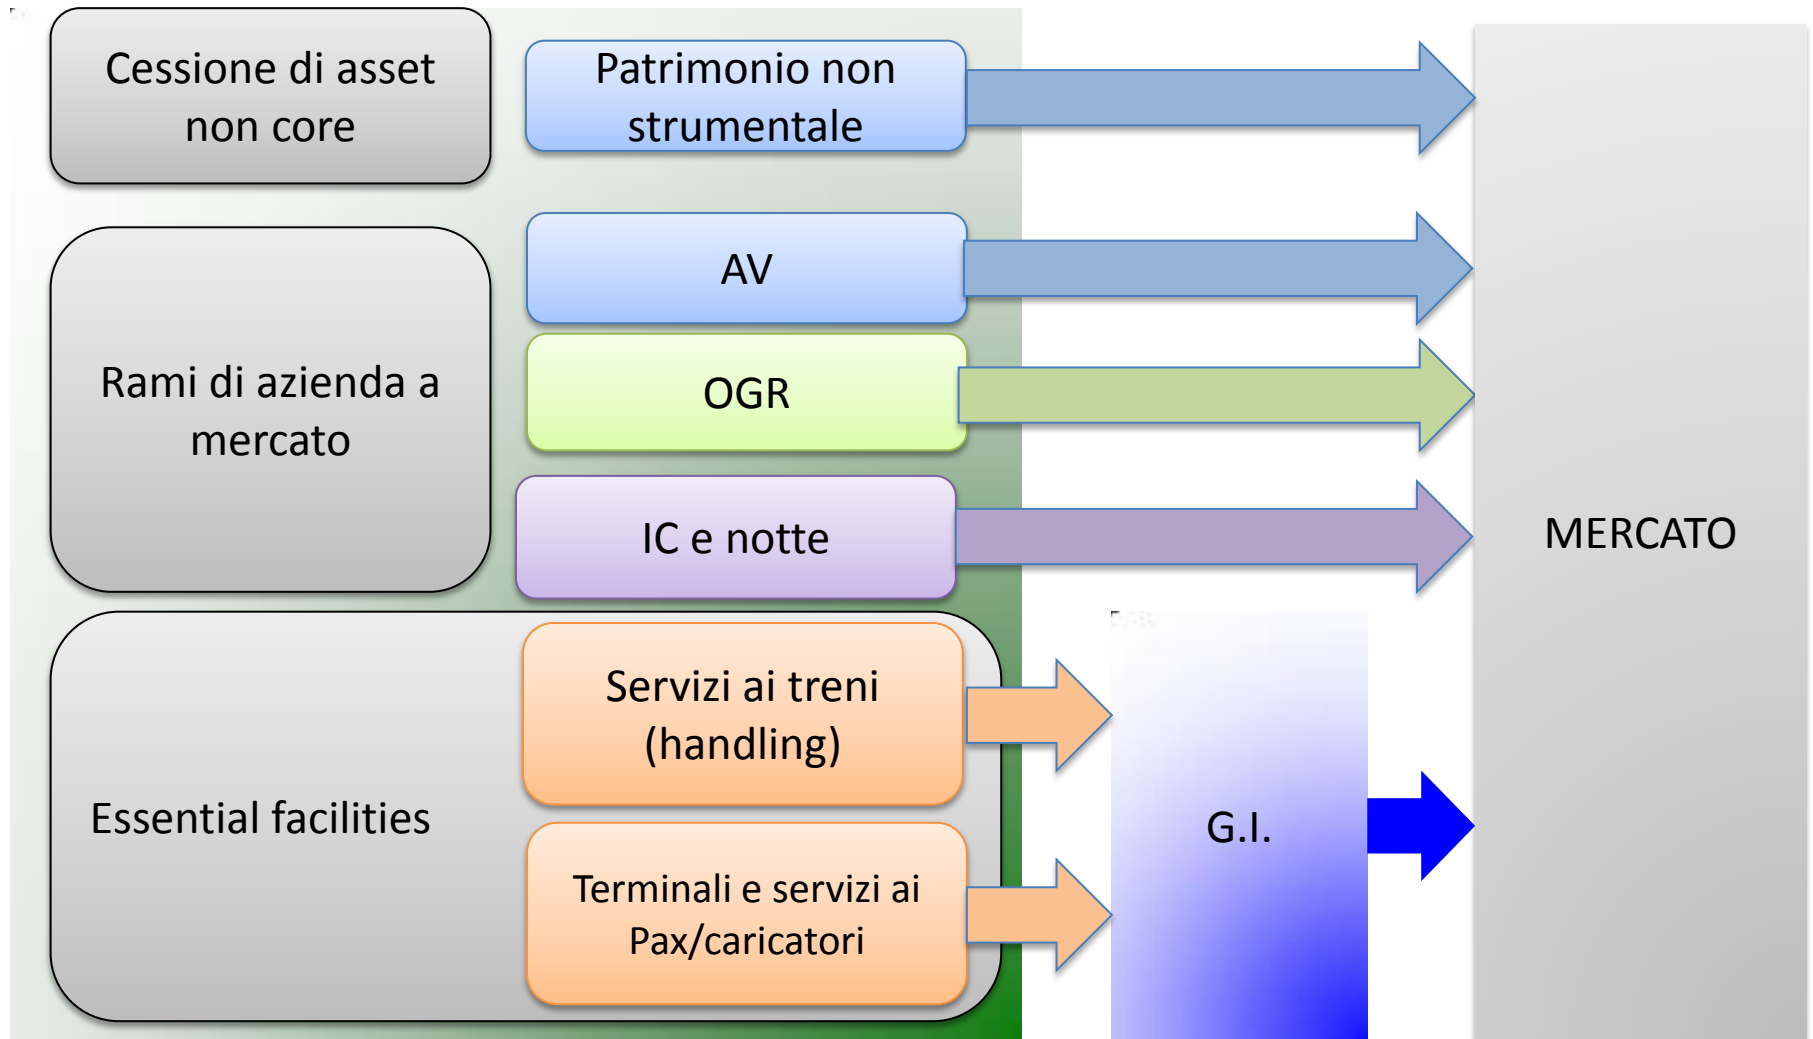 Cessione di asset
non core
Patrimonio non
strumentale
Rami di azienda a
mercato
AV
OGR
IC e notte
MERCATO
Essential facilities
Servizi ai treni
(handling)
Terminali e servizi ai
Pax/caricatori
G.I.